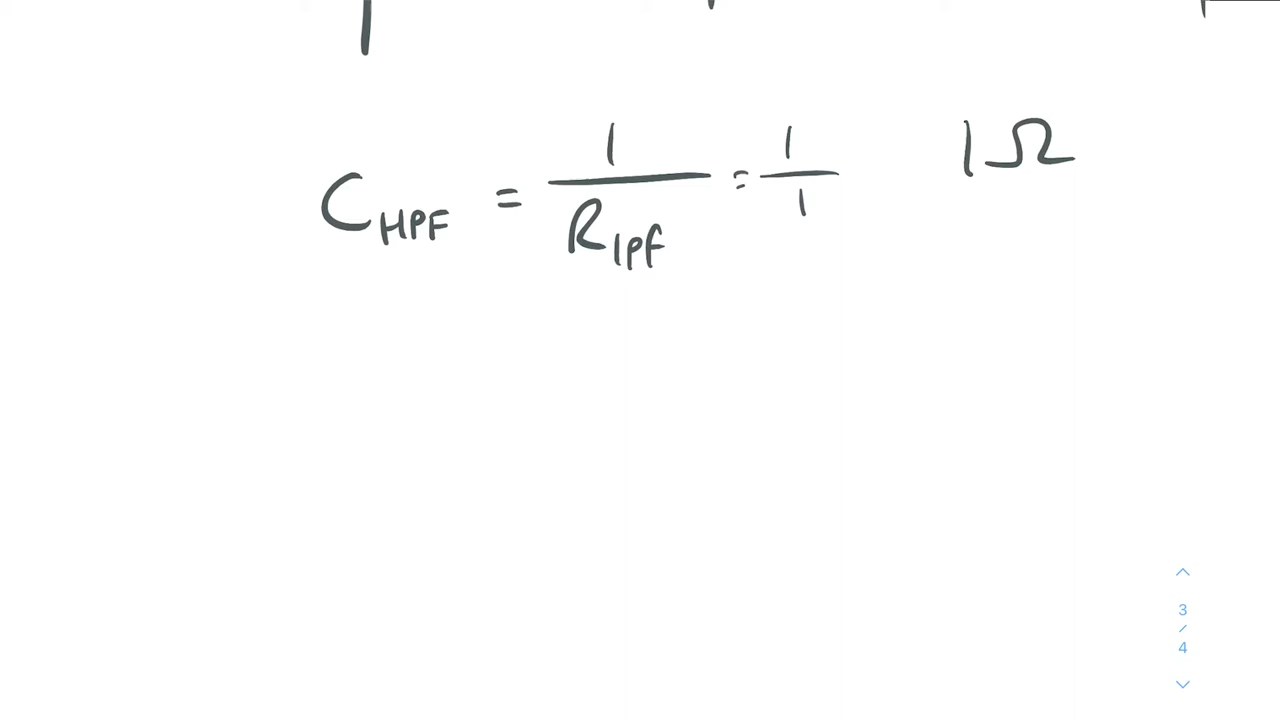 C_HPF = 1/R_lPf = 1/1 1Ω
3
/
4